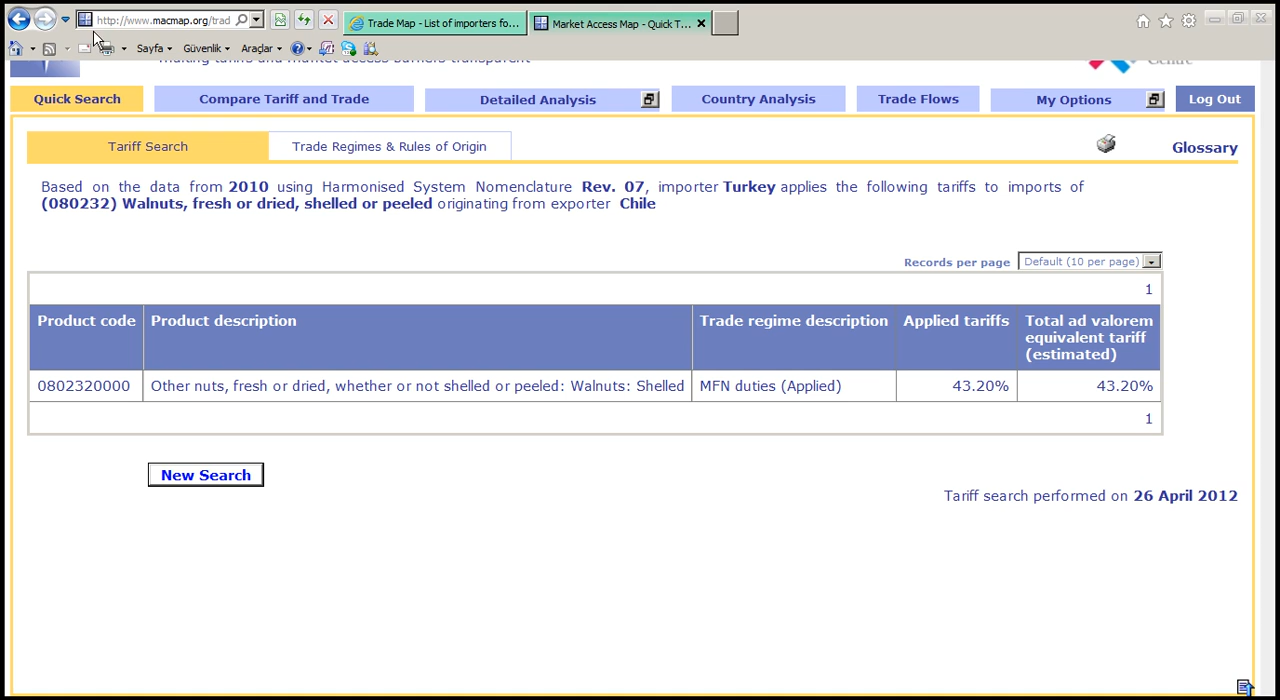 http://www.macmap.org/trad
Trade Map - List of importers fo...
Market Access Map - Quick T...
Sayfa
Güvenlik
Araçlar
Quick Search
Compare Tariff and Trade
Detailed Analysis
Country Analysis
Trade Flows
My Options
Log Out
Tariff Search
Trade Regimes & Rules of Origin
Glossary
Based on the data from 2010 using Harmonised System Nomenclature Rev. 07, importer Turkey applies the following tariffs to imports of
(080232) Walnuts, fresh or dried, shelled or peeled originating from exporter Chile
Records per page Default (10 per page)
1
Product code Product description Trade regime description Applied tariffs Total ad valorem
equivalent tariff
(estimated)
0802320000 Other nuts, fresh or dried, whether or not shelled or peeled: Walnuts: Shelled MFN duties (Applied) 43.20% 43.20%
1
New Search
Tariff search performed on 26 April 2012